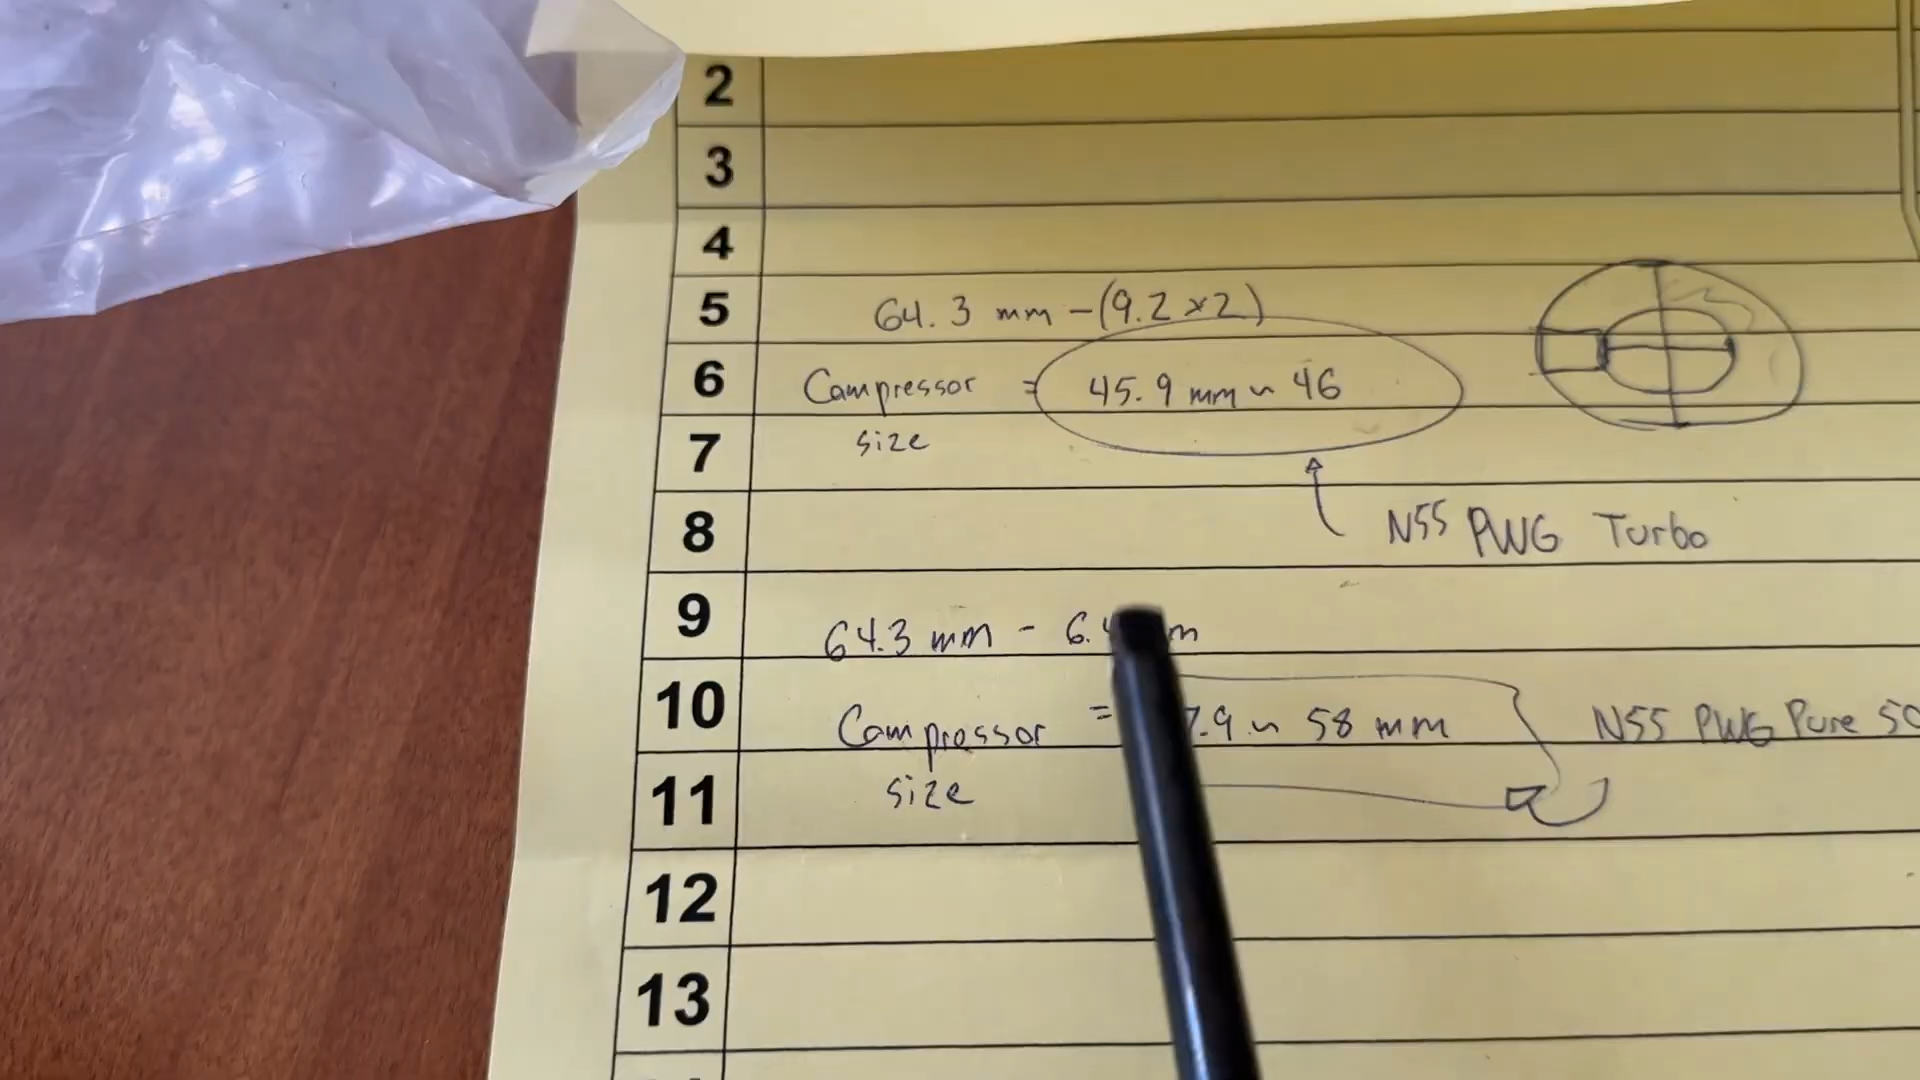 2
3
4
5 64.3 mm - (9.2 x 2)
6 Compressor = 45.9 mm ~ 46
7 size
8 N55 PWG Turbo
9 64.3 mm - 6.
10 Compressor = 7.9 ~ 58 mm N55 PWG Pure 50
11 size
12
13